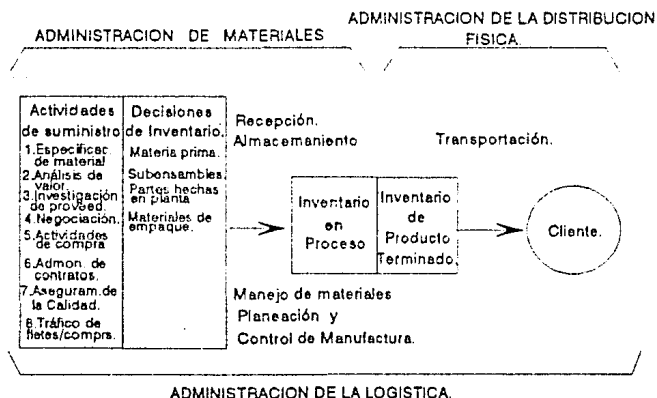 ADMINISTRACION DE MATERIALES
ADMINISTRACION DE LA DISTRIBUCION
FISICA.
Actividades
de suministro
1.Especificac.
de material
2.Análisis de
valor.
3.Investigación
de proveed.
4.Negociación.
5.Actividades
de compra
6.Admon. de
contratos.
7.Aseguram.de
la Calidad.
8.Tráfico de
fletes/comprs.
Decisiones
de Inventario.
Materia prima.
Subensambles.
Partes hechas
en planta
Materiales de
empaque.
Recepción.
Almacemaniento
Transportación.
Inventario
en
Proceso
Inventario
de
Producto
Terminado.
Cliente.
Manejo de materiales
Planeación y
Control de Manufactura.
ADMINISTRACION DE LA LOGISTICA.